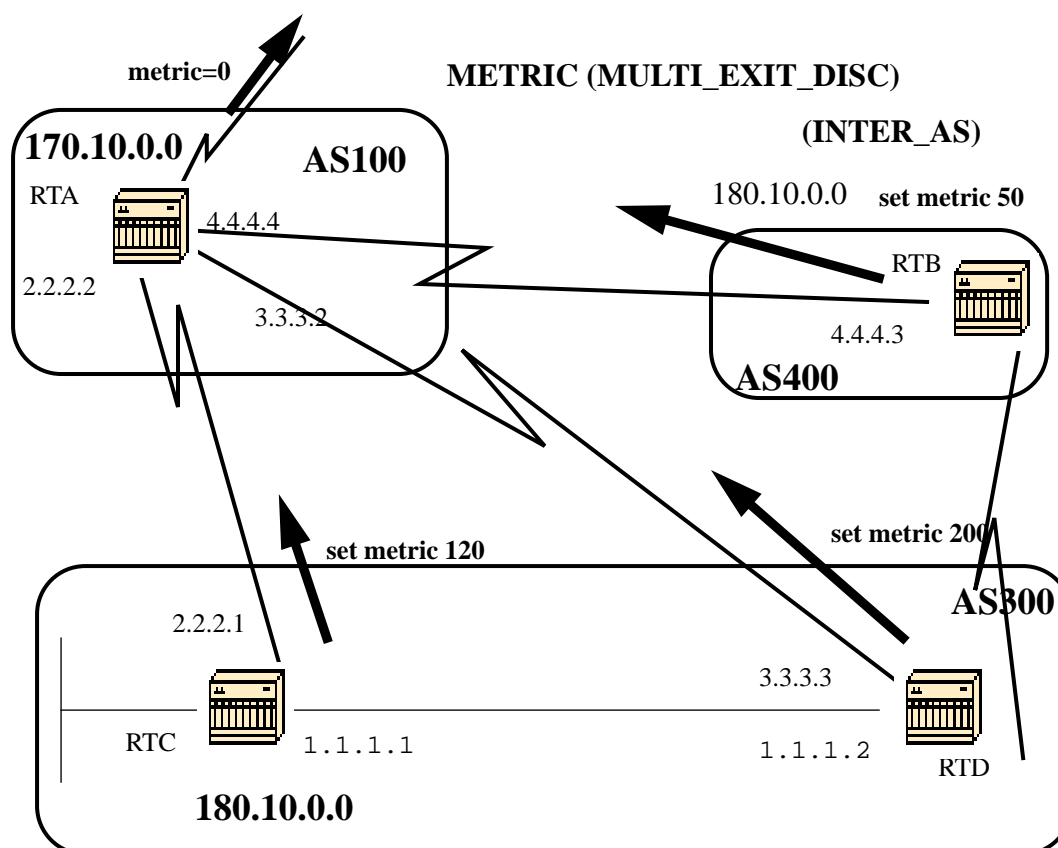 metric=0
METRIC (MULTI_EXIT_DISC)
(INTER_AS)
170.10.0.0
AS100
RTA
180.10.0.0
set metric 50
4.4.4.4
RTB
2.2.2.2
3.3.3.2
4.4.4.3
AS400
set metric 120
set metric 200
AS300
2.2.2.1
3.3.3.3
RTC
1.1.1.1
1.1.1.2
RTD
180.10.0.0